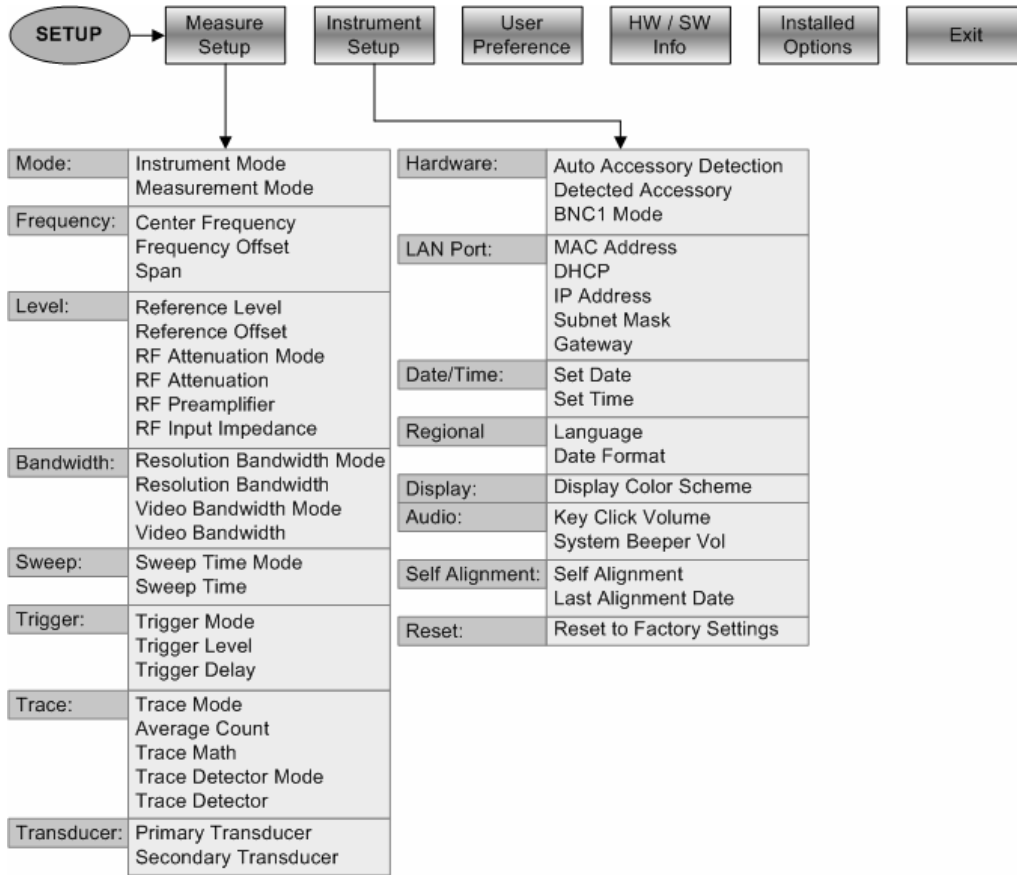 SETUP
Measure
Setup
Instrument
Setup
User
Preference
HW / SW
Info
Installed
Options
Exit
Mode:
Instrument Mode
Measurement Mode
Frequency:
Center Frequency
Frequency Offset
Span
Level:
Reference Level
Reference Offset
RF Attenuation Mode
RF Attenuation
RF Preamplifier
RF Input Impedance
Bandwidth:
Resolution Bandwidth Mode
Resolution Bandwidth
Video Bandwidth Mode
Video Bandwidth
Sweep:
Sweep Time Mode
Sweep Time
Trigger:
Trigger Mode
Trigger Level
Trigger Delay
Trace:
Trace Mode
Average Count
Trace Math
Trace Detector Mode
Trace Detector
Transducer:
Primary Transducer
Secondary Transducer
Hardware:
Auto Accessory Detection
Detected Accessory
BNC1 Mode
LAN Port:
MAC Address
DHCP
IP Address
Subnet Mask
Gateway
Date/Time:
Set Date
Set Time
Regional
Language
Date Format
Display:
Display Color Scheme
Audio:
Key Click Volume
System Beeper Vol
Self Alignment:
Self Alignment
Last Alignment Date
Reset:
Reset to Factory Settings